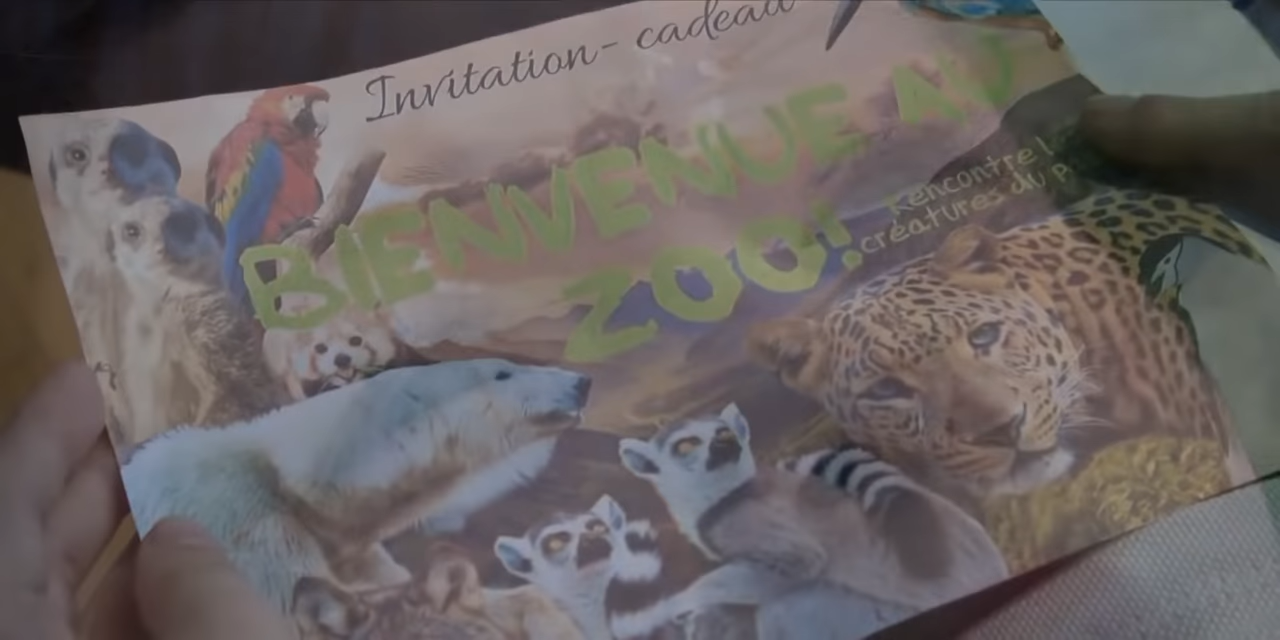 Invitation- cadeau
BIENVENUE AU
ZOO!
Rencontre
créatures du